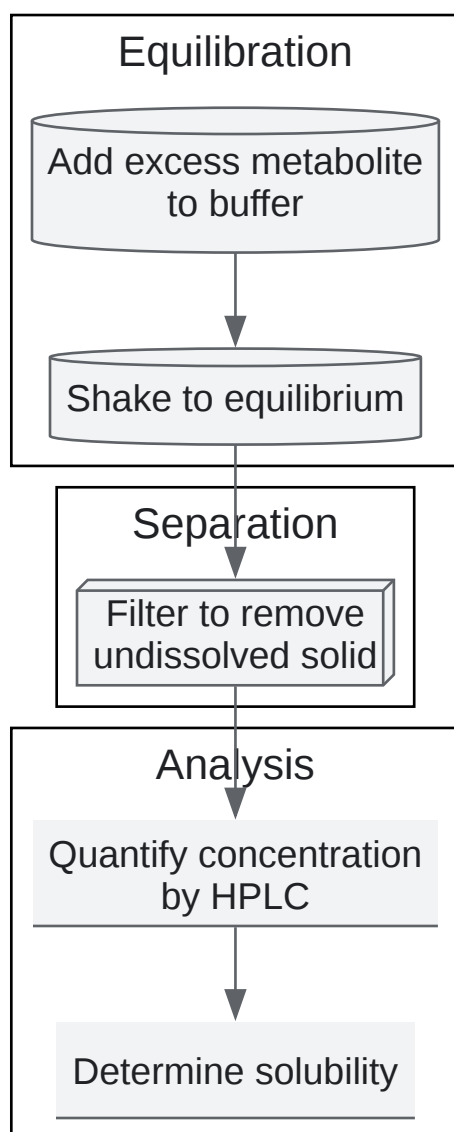 Equilibration
Add excess metabolite
to buffer
Shake to equilibrium
Separation
Filter to remove
undissolved solid
Analysis
Quantify concentration
by HPLC
Determine solubility